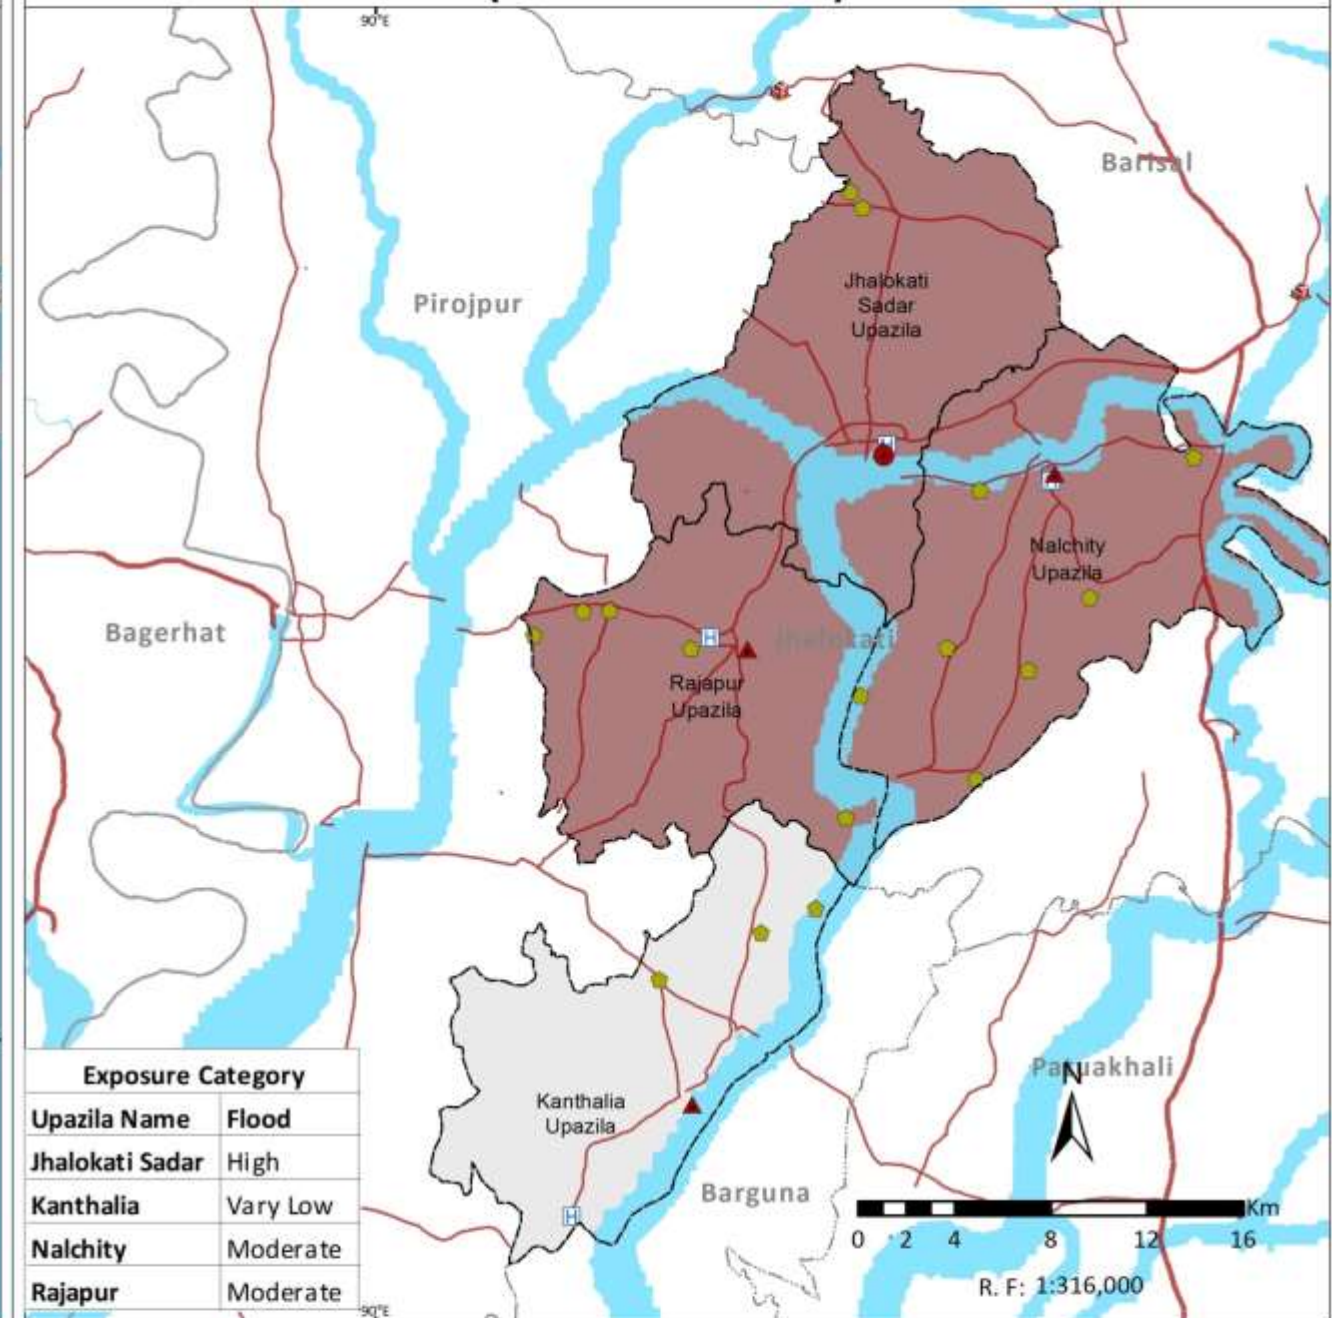 90°E
Barisal
Pirojpur
Jhalokati
Sadar
Upazila
Nalchity
Upazila
Bagerhat
Jhalokati
Rajapur
Upazila
Patuakhali
N
Kanthalia
Upazila
Barguna
Km
0 2 4 8 12 16
R. F: 1:316,000
Exposure Category
Upazila Name Flood
Jhalokati Sadar High
Kanthalia Vary Low
Nalchity Moderate
Rajapur Moderate
90°E
H
H
H
H